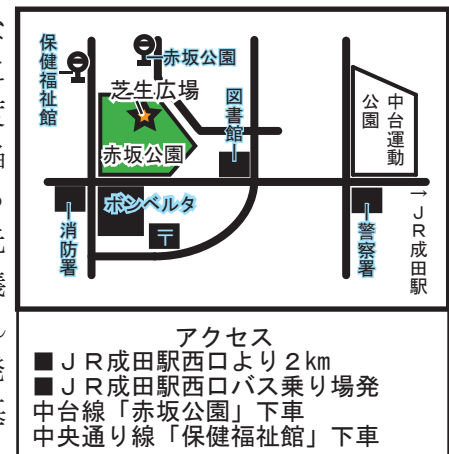 保健福祉館
赤坂公園
芝生広場
図書館
中台運動
公園
赤坂公園
ボンベルタ
〒
消防署
警察署
→JR成田駅
アクセス
■ＪＲ成田駅西口より２㎞
■ＪＲ成田駅西口バス乗り場発
中台線「赤坂公園」下車
中央通り線「保健福祉館」下車